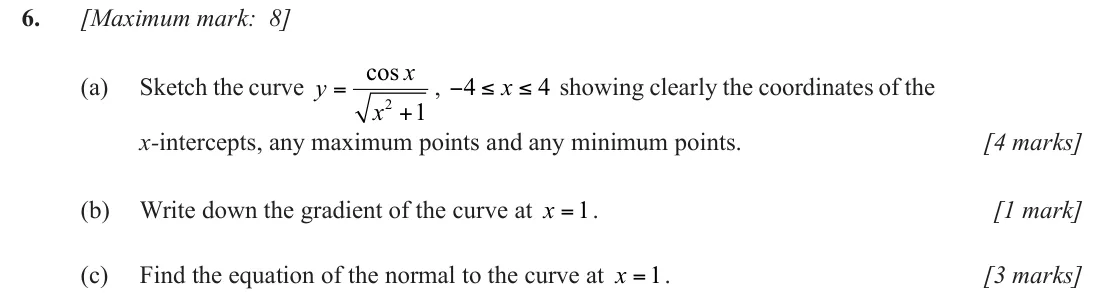 6. [Maximum mark: 8]
(a) Sketch the curve y = cos x / √(x² + 1) , −4 ≤ x ≤ 4 showing clearly the coordinates of the
x-intercepts, any maximum points and any minimum points. [4 marks]
(b) Write down the gradient of the curve at x = 1 . [1 mark]
(c) Find the equation of the normal to the curve at x = 1 . [3 marks]